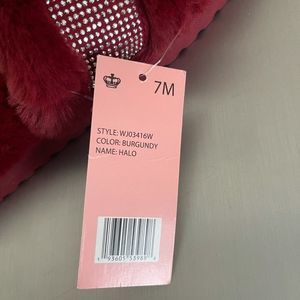 7M
STYLE: WJ03416W
COLOR: BURGUNDY
NAME: HALO